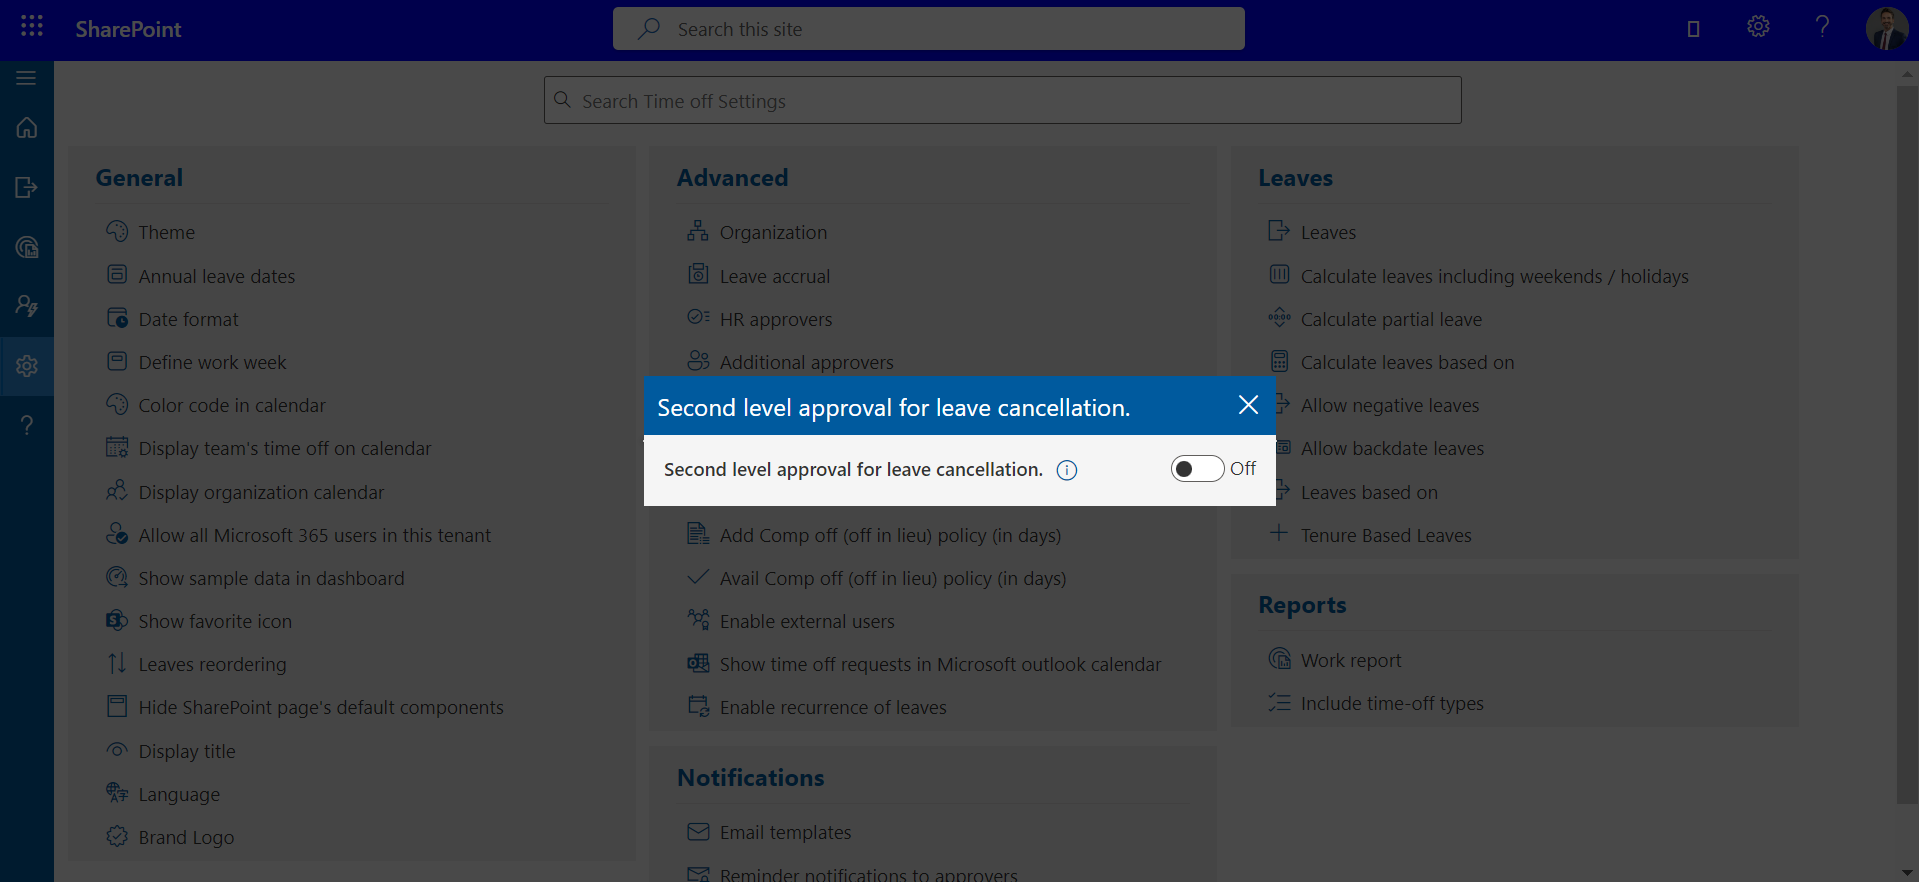 SharePoint
Search this site
Search Time off Settings
General
Theme
Annual leave dates
Date format
Define work week
Color code in calendar
Display team's time off on calendar
Display organization calendar
Allow all Microsoft 365 users in this tenant
Show sample data in dashboard
Show favorite icon
Leaves reordering
Hide SharePoint page's default components
Display title
Language
Brand Logo
Advanced
Organization
Leave accrual
HR approvers
Additional approvers
Second level approval for leave cancellation.
Second level approval for leave cancellation.
Off
Add Comp off (off in lieu) policy (in days)
Avail Comp off (off in lieu) policy (in days)
Enable external users
Show time off requests in Microsoft outlook calendar
Enable recurrence of leaves
Notifications
Email templates
Reminder notifications to approvers
Leaves
Leaves
Calculate leaves including weekends / holidays
Calculate partial leave
Calculate leaves based on
Allow negative leaves
Allow backdate leaves
Leaves based on
Tenure Based Leaves
Reports
Work report
Include time-off types